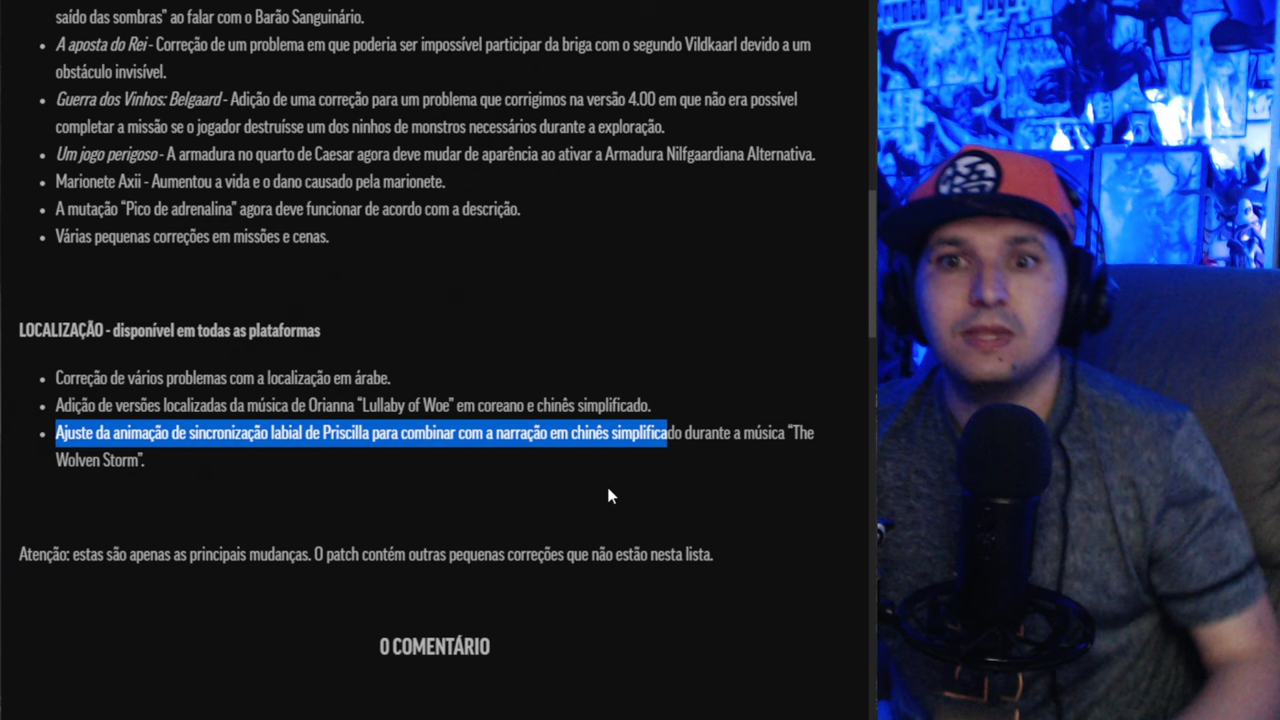 saído das sombras" ao falar com o Barão Sanguinário.
• A aposta do Rei - Correção de um problema em que poderia ser impossível participar da briga com o segundo Vildkaarl devido a um
obstáculo invisível.
• Guerra dos Vinhos: Belgaard - Adição de uma correção para um problema que corrigimos na versão 4.00 em que não era possível
completar a missão se o jogador destruísse um dos ninhos de monstros necessários durante a exploração.
• Um jogo perigoso - A armadura no quarto de Caesar agora deve mudar de aparência ao ativar a Armadura Nilfgaardiana Alternativa.
• Marionete Axii - Aumentou a vida e o dano causado pela marionete.
• A mutação “Pico de adrenalina” agora deve funcionar de acordo com a descrição.
• Várias pequenas correções em missões e cenas.
LOCALIZAÇÃO - disponível em todas as plataformas
• Correção de vários problemas com a localização em árabe.
• Adição de versões localizadas da música de Orianna “Lullaby of Woe” em coreano e chinês simplificado.
• Ajuste da animação de sincronização labial de Priscilla para combinar com a narração em chinês simplificado durante a música “The
Wolven Storm”.
Atenção: estas são apenas as principais mudanças. O patch contém outras pequenas correções que não estão nesta lista.
0 COMENTÁRIO